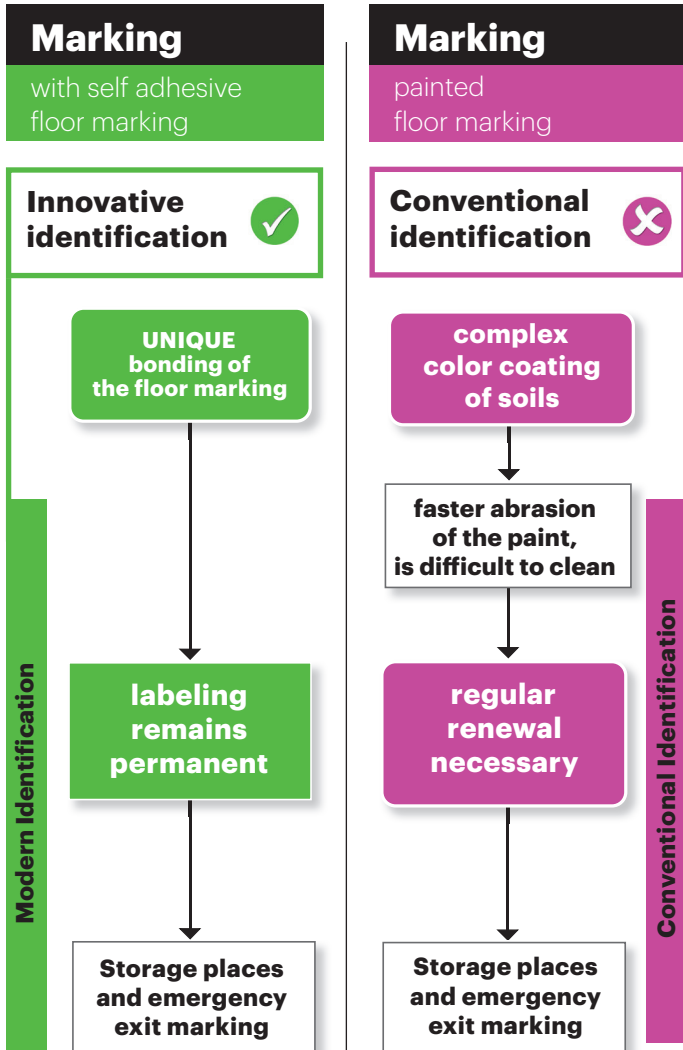 Marking
with self adhesive
floor marking
Innovative
identification
UNIQUE
bonding of
the floor marking
labeling
remains
permanent
Storage places
and emergency
exit marking
Modern Identification
Marking
painted
floor marking
Conventional
identification
complex
color coating
of soils
faster abrasion
of the paint,
is difficult to clean
regular
renewal
necessary
Storage places
and emergency
exit marking
Conventional Identification